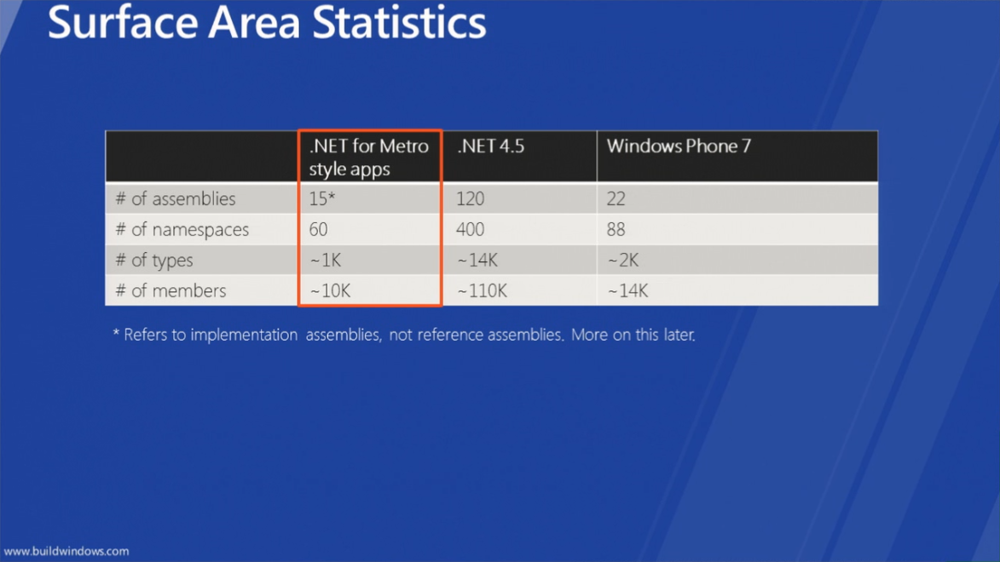 Surface Area Statistics
.NET for Metro style apps .NET 4.5 Windows Phone 7
# of assemblies 15* 120 22
# of namespaces 60 400 88
# of types ~1K ~14K ~2K
# of members ~10K ~110K ~14K
* Refers to implementation assemblies, not reference assemblies. More on this later.
www.buildwindows.com